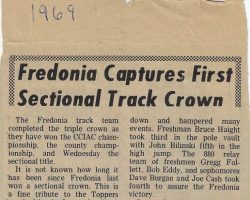 1969
Fredonia Captures First
Sectional Track Crown
The Fredonia track team
completed the triple crown as they
have won the CCIAC cham-
pionship, the county champ-
ionship, and Wednesday the
sectional title.
It is not known how long it
has been since Fredonia last
won a sectional crown. This is
a fine tribute to the Toppers
down and hampered many
events. Freshman Bruce Haight
took third in the pole vault
with John Bilinski fifth in
the high jump. The 880 relay
team of freshmen Gregg Fol-
lett, Bob Eddy, and sophomores
Dave Burgan and Joe Cash took
fourth to assure the Fredonia
victory.